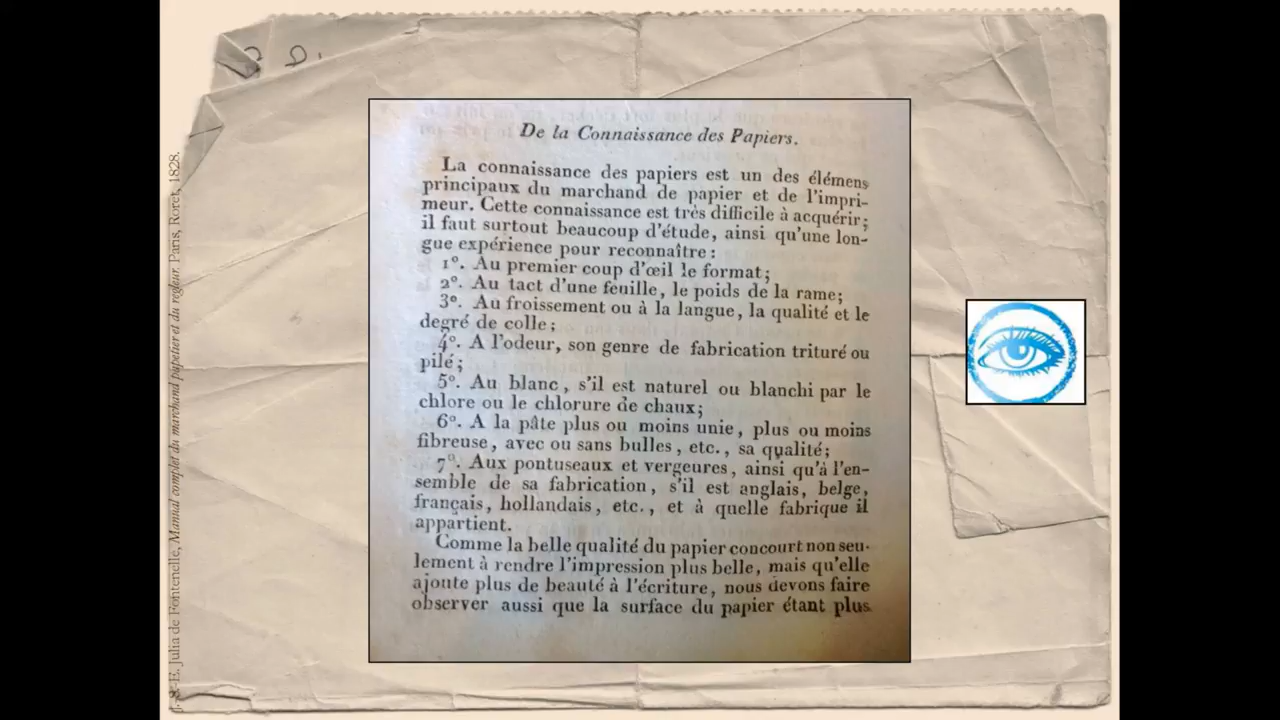 De la Connaissance des Papiers.
La connaissance des papiers est un des élémens
principaux du marchand de papier et de l'impri-
meur. Cette connaissance est très difficile à acquérir;
il faut surtout beaucoup d'étude, ainsi qu'une lon-
gue expérience pour reconnaître :
1°. Au premier coup d'œil le format;
2°. Au tact d'une feuille, le poids de la rame;
3°. Au froissement ou à la langue, la qualité et le
degré de colle;
4°. A l'odeur, son genre de fabrication trituré ou
pilé;
5°. Au blanc, s'il est naturel ou blanchi par le
chlore ou le chlorure de chaux;
6°. A la pâte plus ou moins unie, plus ou moins
fibreuse, avec ou sans bulles, etc., sa qualité;
7°. Aux pontuseaux et vergeures, ainsi qu'à l'en-
semble de sa fabrication, s'il est anglais, belge,
français, hollandais, etc., et à quelle fabrique il
appartient.
Comme la belle qualité du papier concourt non seu-
lement à rendre l'impression plus belle, mais qu'elle
ajoute plus de beauté à l'écriture, nous devons faire
observer aussi que la surface du papier étant plus
Julia de Fontenelle, Manuel complet du marchand papetier et du régleur. Paris, Roret, 1828.